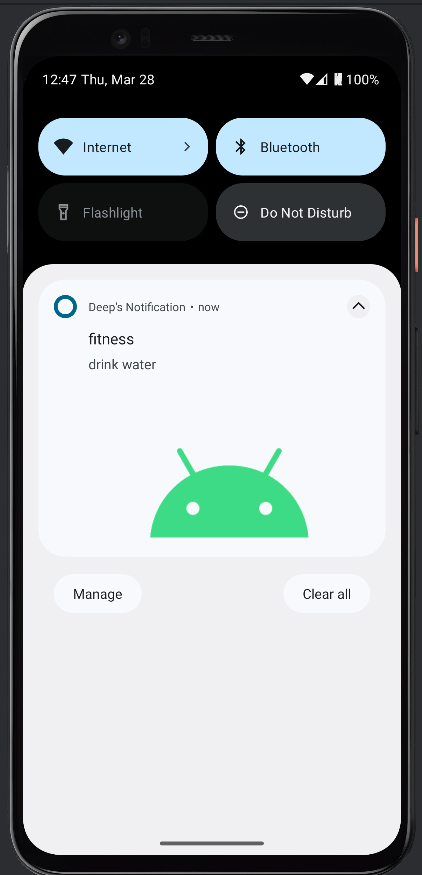 12:47 Thu, Mar 28 100%
Internet Bluetooth
Flashlight Do Not Disturb
Deep's Notification • now
fitness
drink water
Manage Clear all